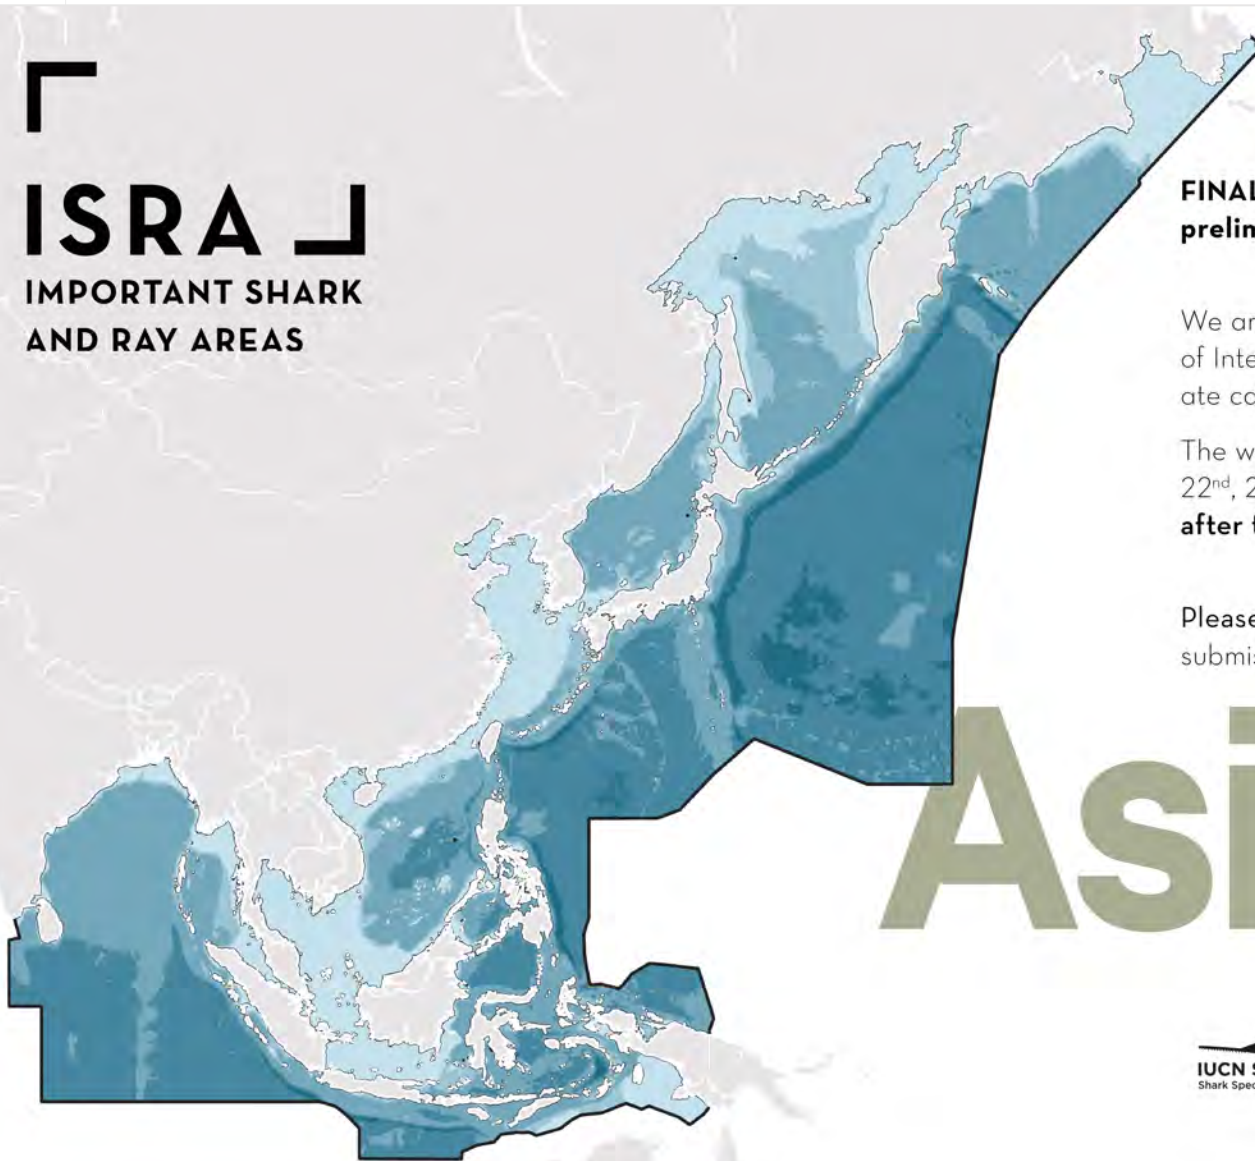 ISRA
IMPORTANT SHARK
AND RAY AREAS
FINAL
prelim
We ar
of Inte
ate ca
The w
22nd, 2
after t
Please
submis
Asi
IUCN S
Shark Spec